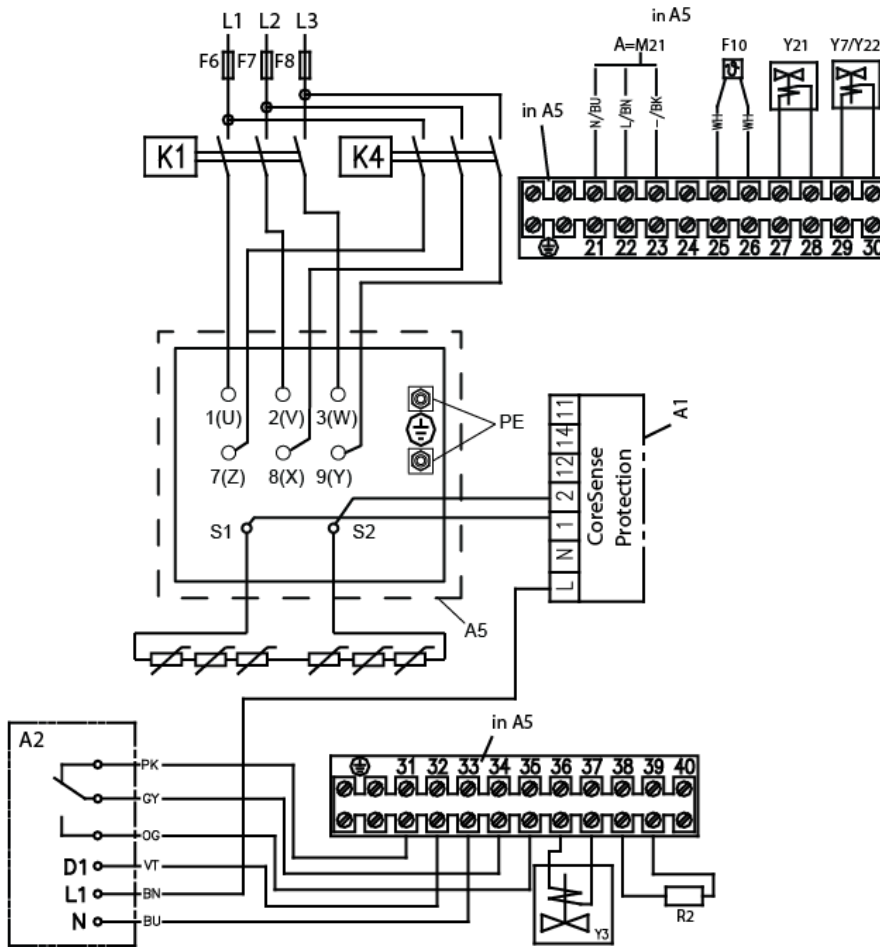 in A5
L1 L2 L3
A=M21 F10 Y21 Y7/Y22
F6 F7 F8
ϑ
in A5
N/BU L/BN -/BK WH WH
K1 K4
21 22 23 24 25 26 27 28 29 30
1(U) 2(V) 3(W)
PE
7(Z) 8(X) 9(Y)
S1 S2
11 14 12 2 1 N L
CoreSense
Protection
A1
A5
in A5
A2
31 32 33 34 35 36 37 38 39 40
PK
GY
OG
D1 VT
L1 BN
N BU
Y3
R2